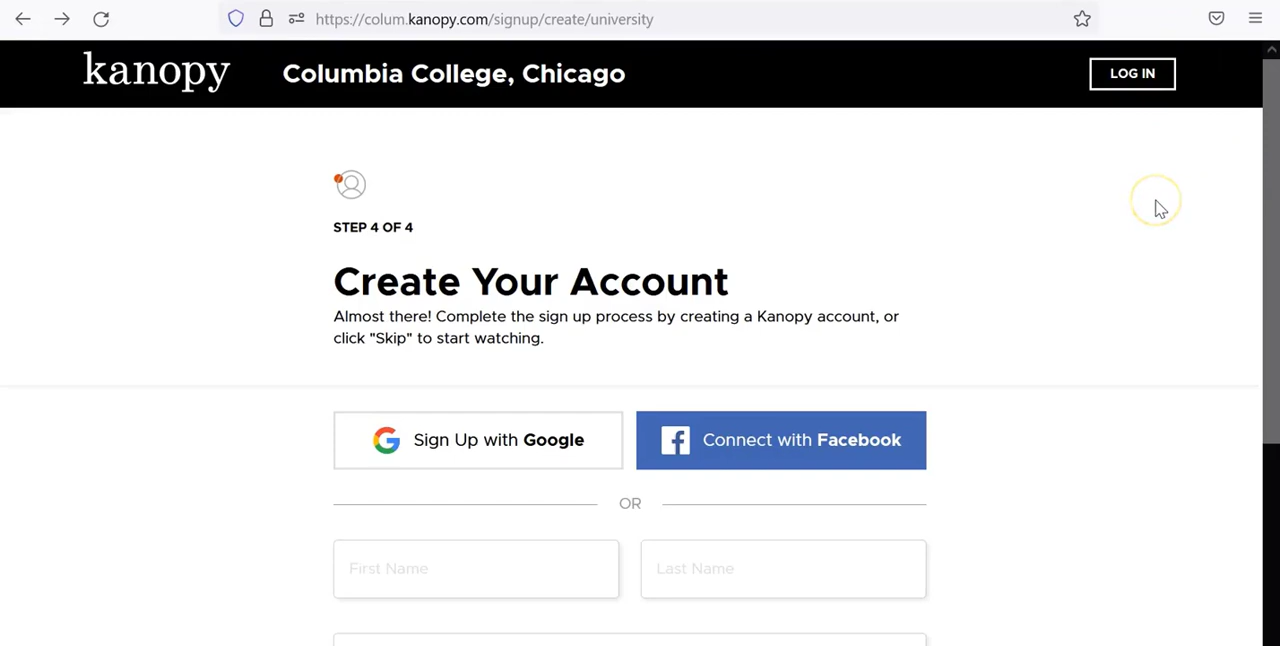 https://colum.kanopy.com/signup/create/university
kanopy
Columbia College, Chicago
LOG IN
STEP 4 OF 4
Create Your Account
Almost there! Complete the sign up process by creating a Kanopy account, or
click "Skip" to start watching.
Sign Up with Google
Connect with Facebook
OR
First Name
Last Name